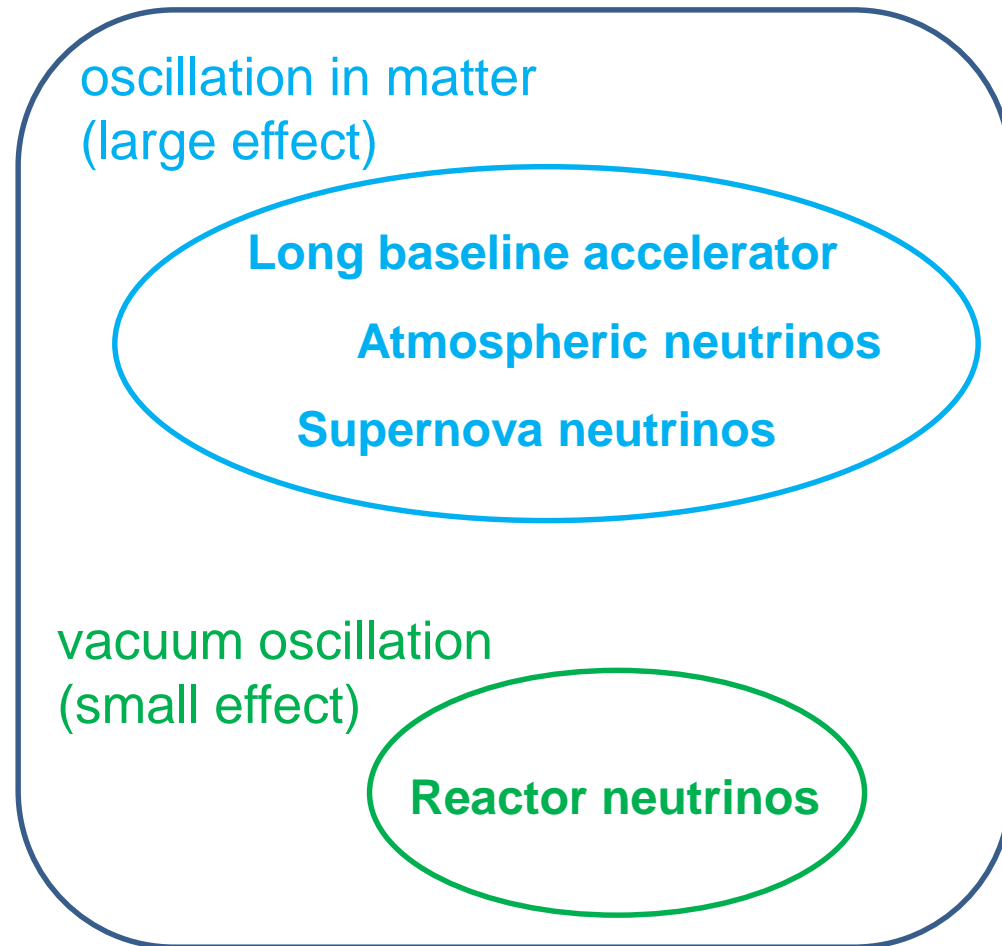 oscillation in matter
(large effect)
Long baseline accelerator
Atmospheric neutrinos
Supernova neutrinos
vacuum oscillation
(small effect)
Reactor neutrinos